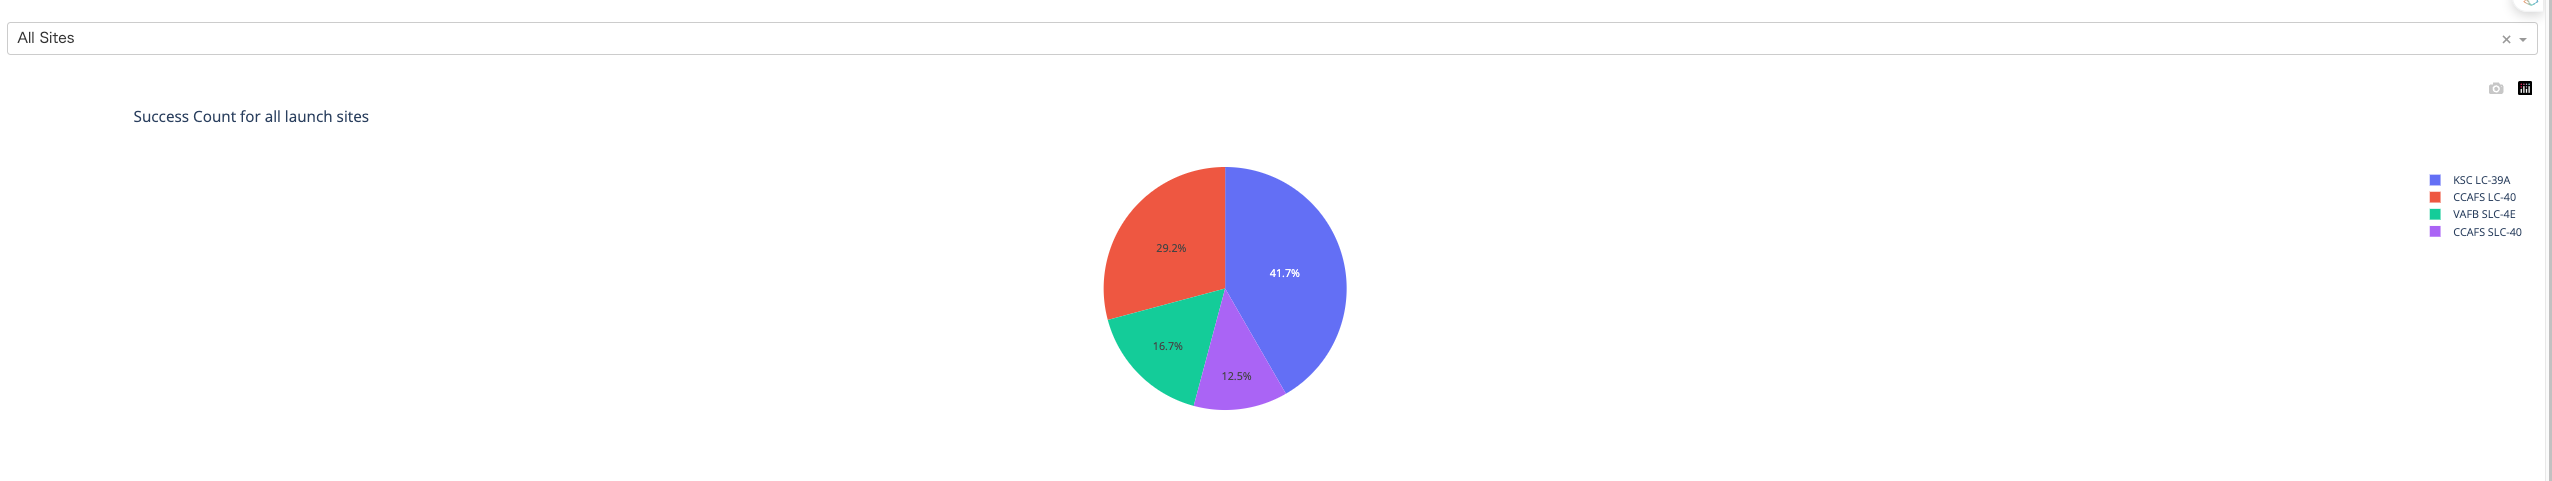 All Sites
Success Count for all launch sites
29.2%
41.7%
16.7%
12.5%
KSC LC-39A
CCAFS LC-40
VAFB SLC-4E
CCAFS SLC-40